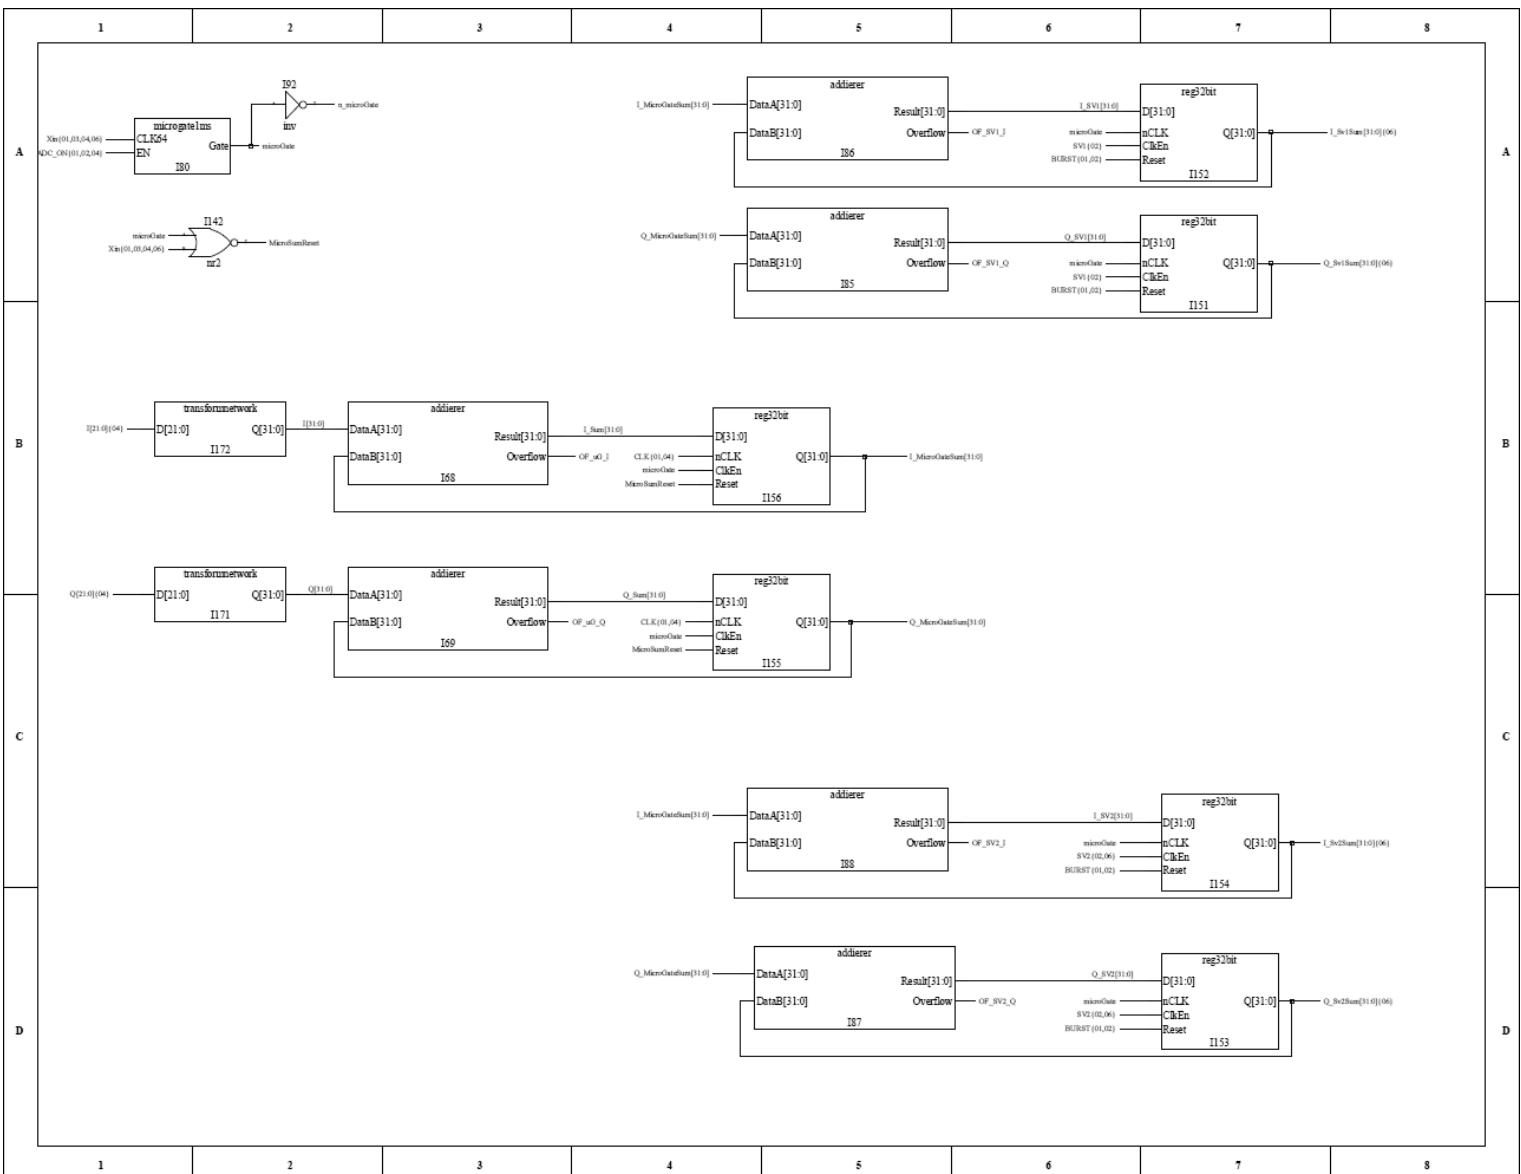 1 2 3 4 5 6 7 8
A A
I92
n_microGate
inv
microgate1ms
Xin(01,03,04,06) CLK64
ADC_ON(01,02,04) EN
Gate microGate
I80
I142
microGate
Xin(01,03,04,06)
MicroSumReset
nr2
addierer
I_MicroGateSum[31:0] DataA[31:0]
DataB[31:0]
Result[31:0] I_SV1[31:0]
Overflow OF_SV1_I
I86
reg32bit
D[31:0]
microGate nCLK
SV1(02) ClkEn
BURST(01,02) Reset
Q[31:0] I_Sv1Sum[31:0](06)
I152
addierer
Q_MicroGateSum[31:0] DataA[31:0]
DataB[31:0]
Result[31:0] Q_SV1[31:0]
Overflow OF_SV1_Q
I85
reg32bit
D[31:0]
microGate nCLK
SV1(02) ClkEn
BURST(01,02) Reset
Q[31:0] Q_Sv1Sum[31:0](06)
I151
B B
transformnetwork
I[21:0](04) D[21:0] Q[31:0] I[31:0]
I172
addierer
DataA[31:0]
DataB[31:0]
Result[31:0] I_Sum[31:0]
Overflow OF_uG_I
I68
reg32bit
D[31:0]
CLK(01,04) nCLK
microGate ClkEn
MicroSumReset Reset
Q[31:0] I_MicroGateSum[31:0]
I156
transformnetwork
Q[21:0](04) D[21:0] Q[31:0] Q[31:0]
I171
addierer
DataA[31:0]
DataB[31:0]
Result[31:0] Q_Sum[31:0]
Overflow OF_uG_Q
I69
reg32bit
D[31:0]
CLK(01,04) nCLK
microGate ClkEn
MicroSumReset Reset
Q[31:0] Q_MicroGateSum[31:0]
I155
C C
addierer
I_MicroGateSum[31:0] DataA[31:0]
DataB[31:0]
Result[31:0] I_SV2[31:0]
Overflow OF_SV2_I
I88
reg32bit
D[31:0]
microGate nCLK
SV2(02,06) ClkEn
BURST(01,02) Reset
Q[31:0] I_Sv2Sum[31:0](06)
I154
D D
addierer
Q_MicroGateSum[31:0] DataA[31:0]
DataB[31:0]
Result[31:0] Q_SV2[31:0]
Overflow OF_SV2_Q
I87
reg32bit
D[31:0]
microGate nCLK
SV2(02,06) ClkEn
BURST(01,02) Reset
Q[31:0] Q_Sv2Sum[31:0](06)
I153
1 2 3 4 5 6 7 8